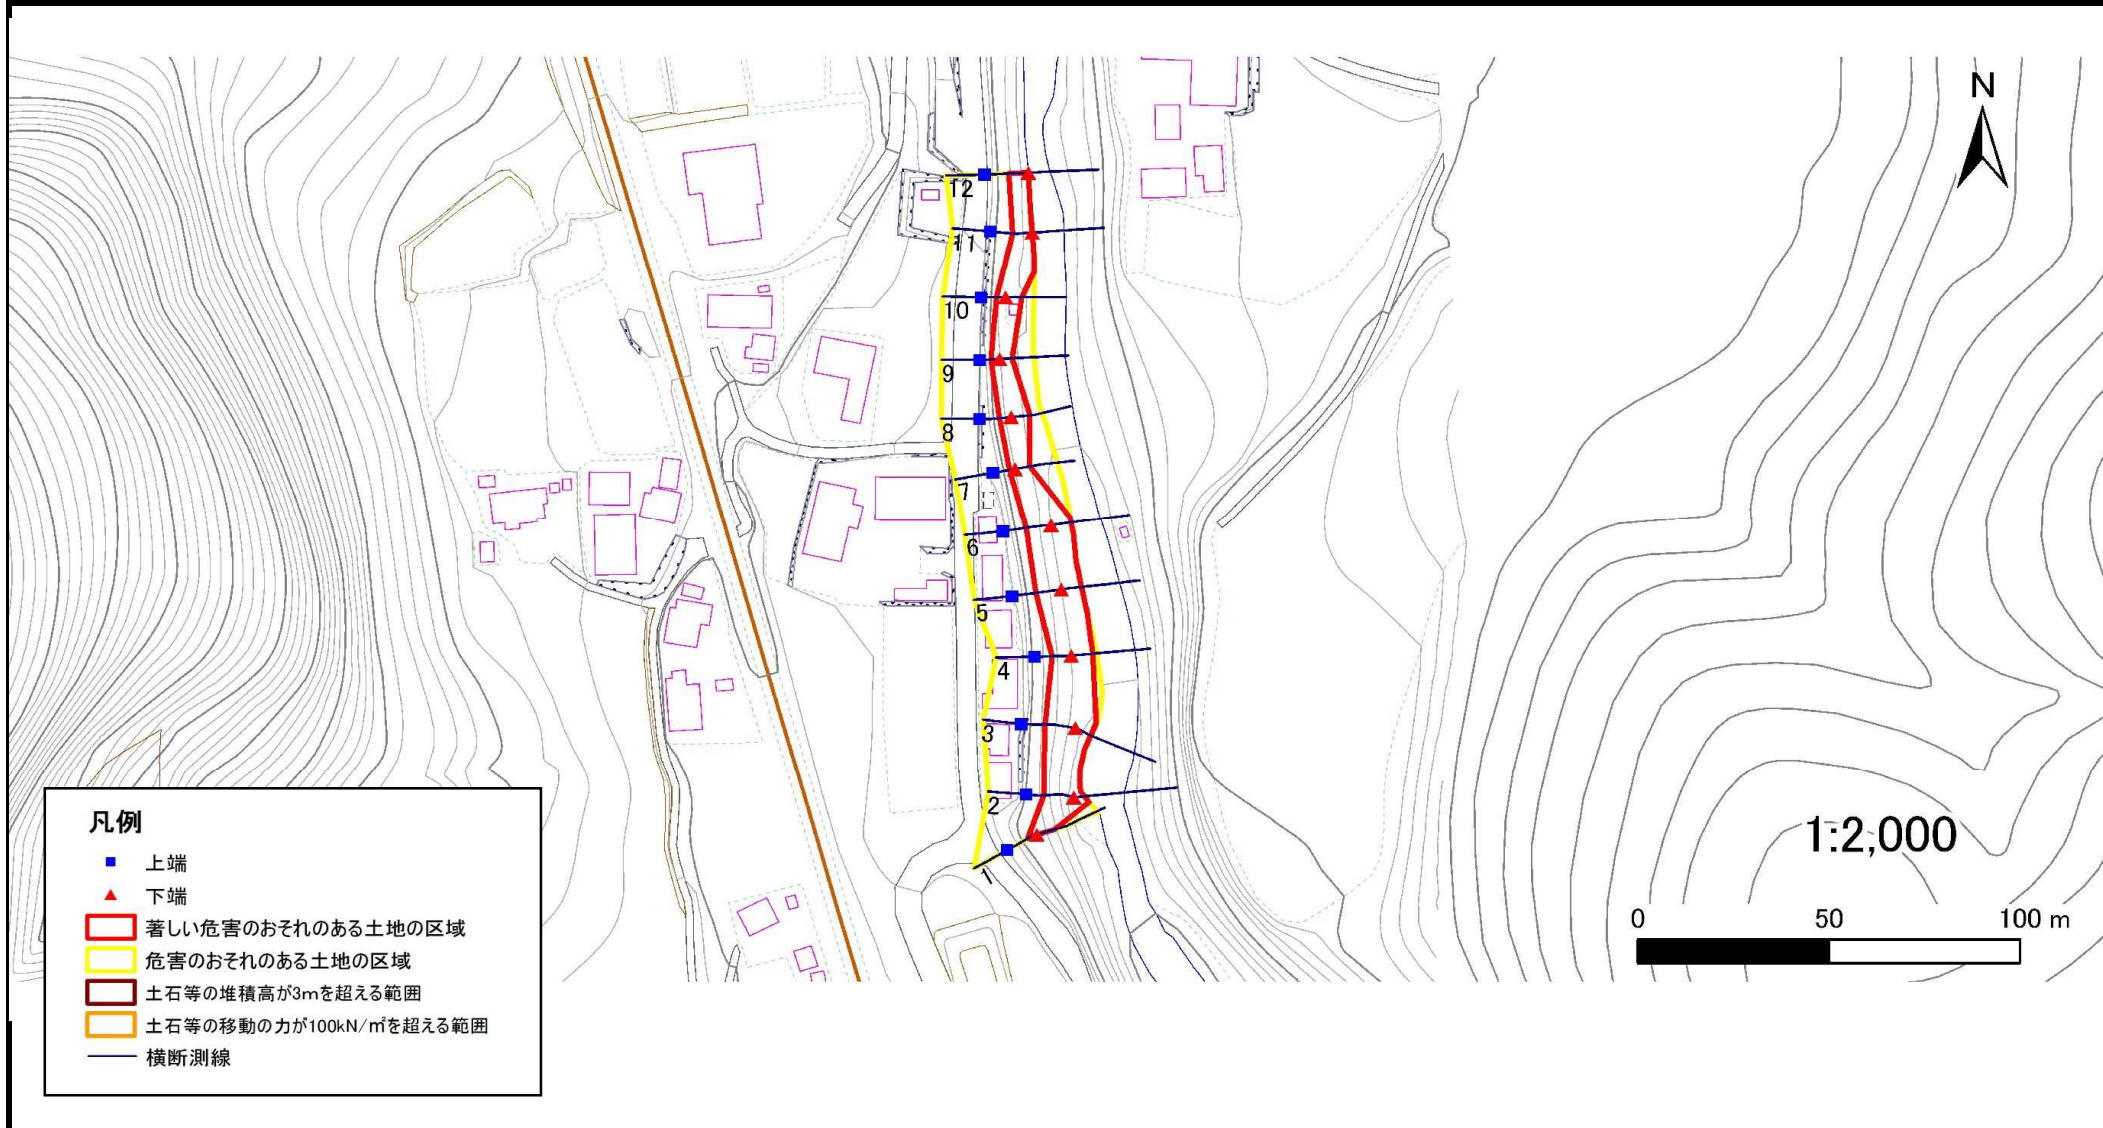 N
12
11
10
9
8
7
6
5
4
3
2
1
凡例
上端
下端
著しい危害のおそれのある土地の区域
危害のおそれのある土地の区域
土石等の堆積高が3mを超える範囲
土石等の移動の力が100kN/㎡を超える範囲
横断測線
1:2,000
0 50 100 m